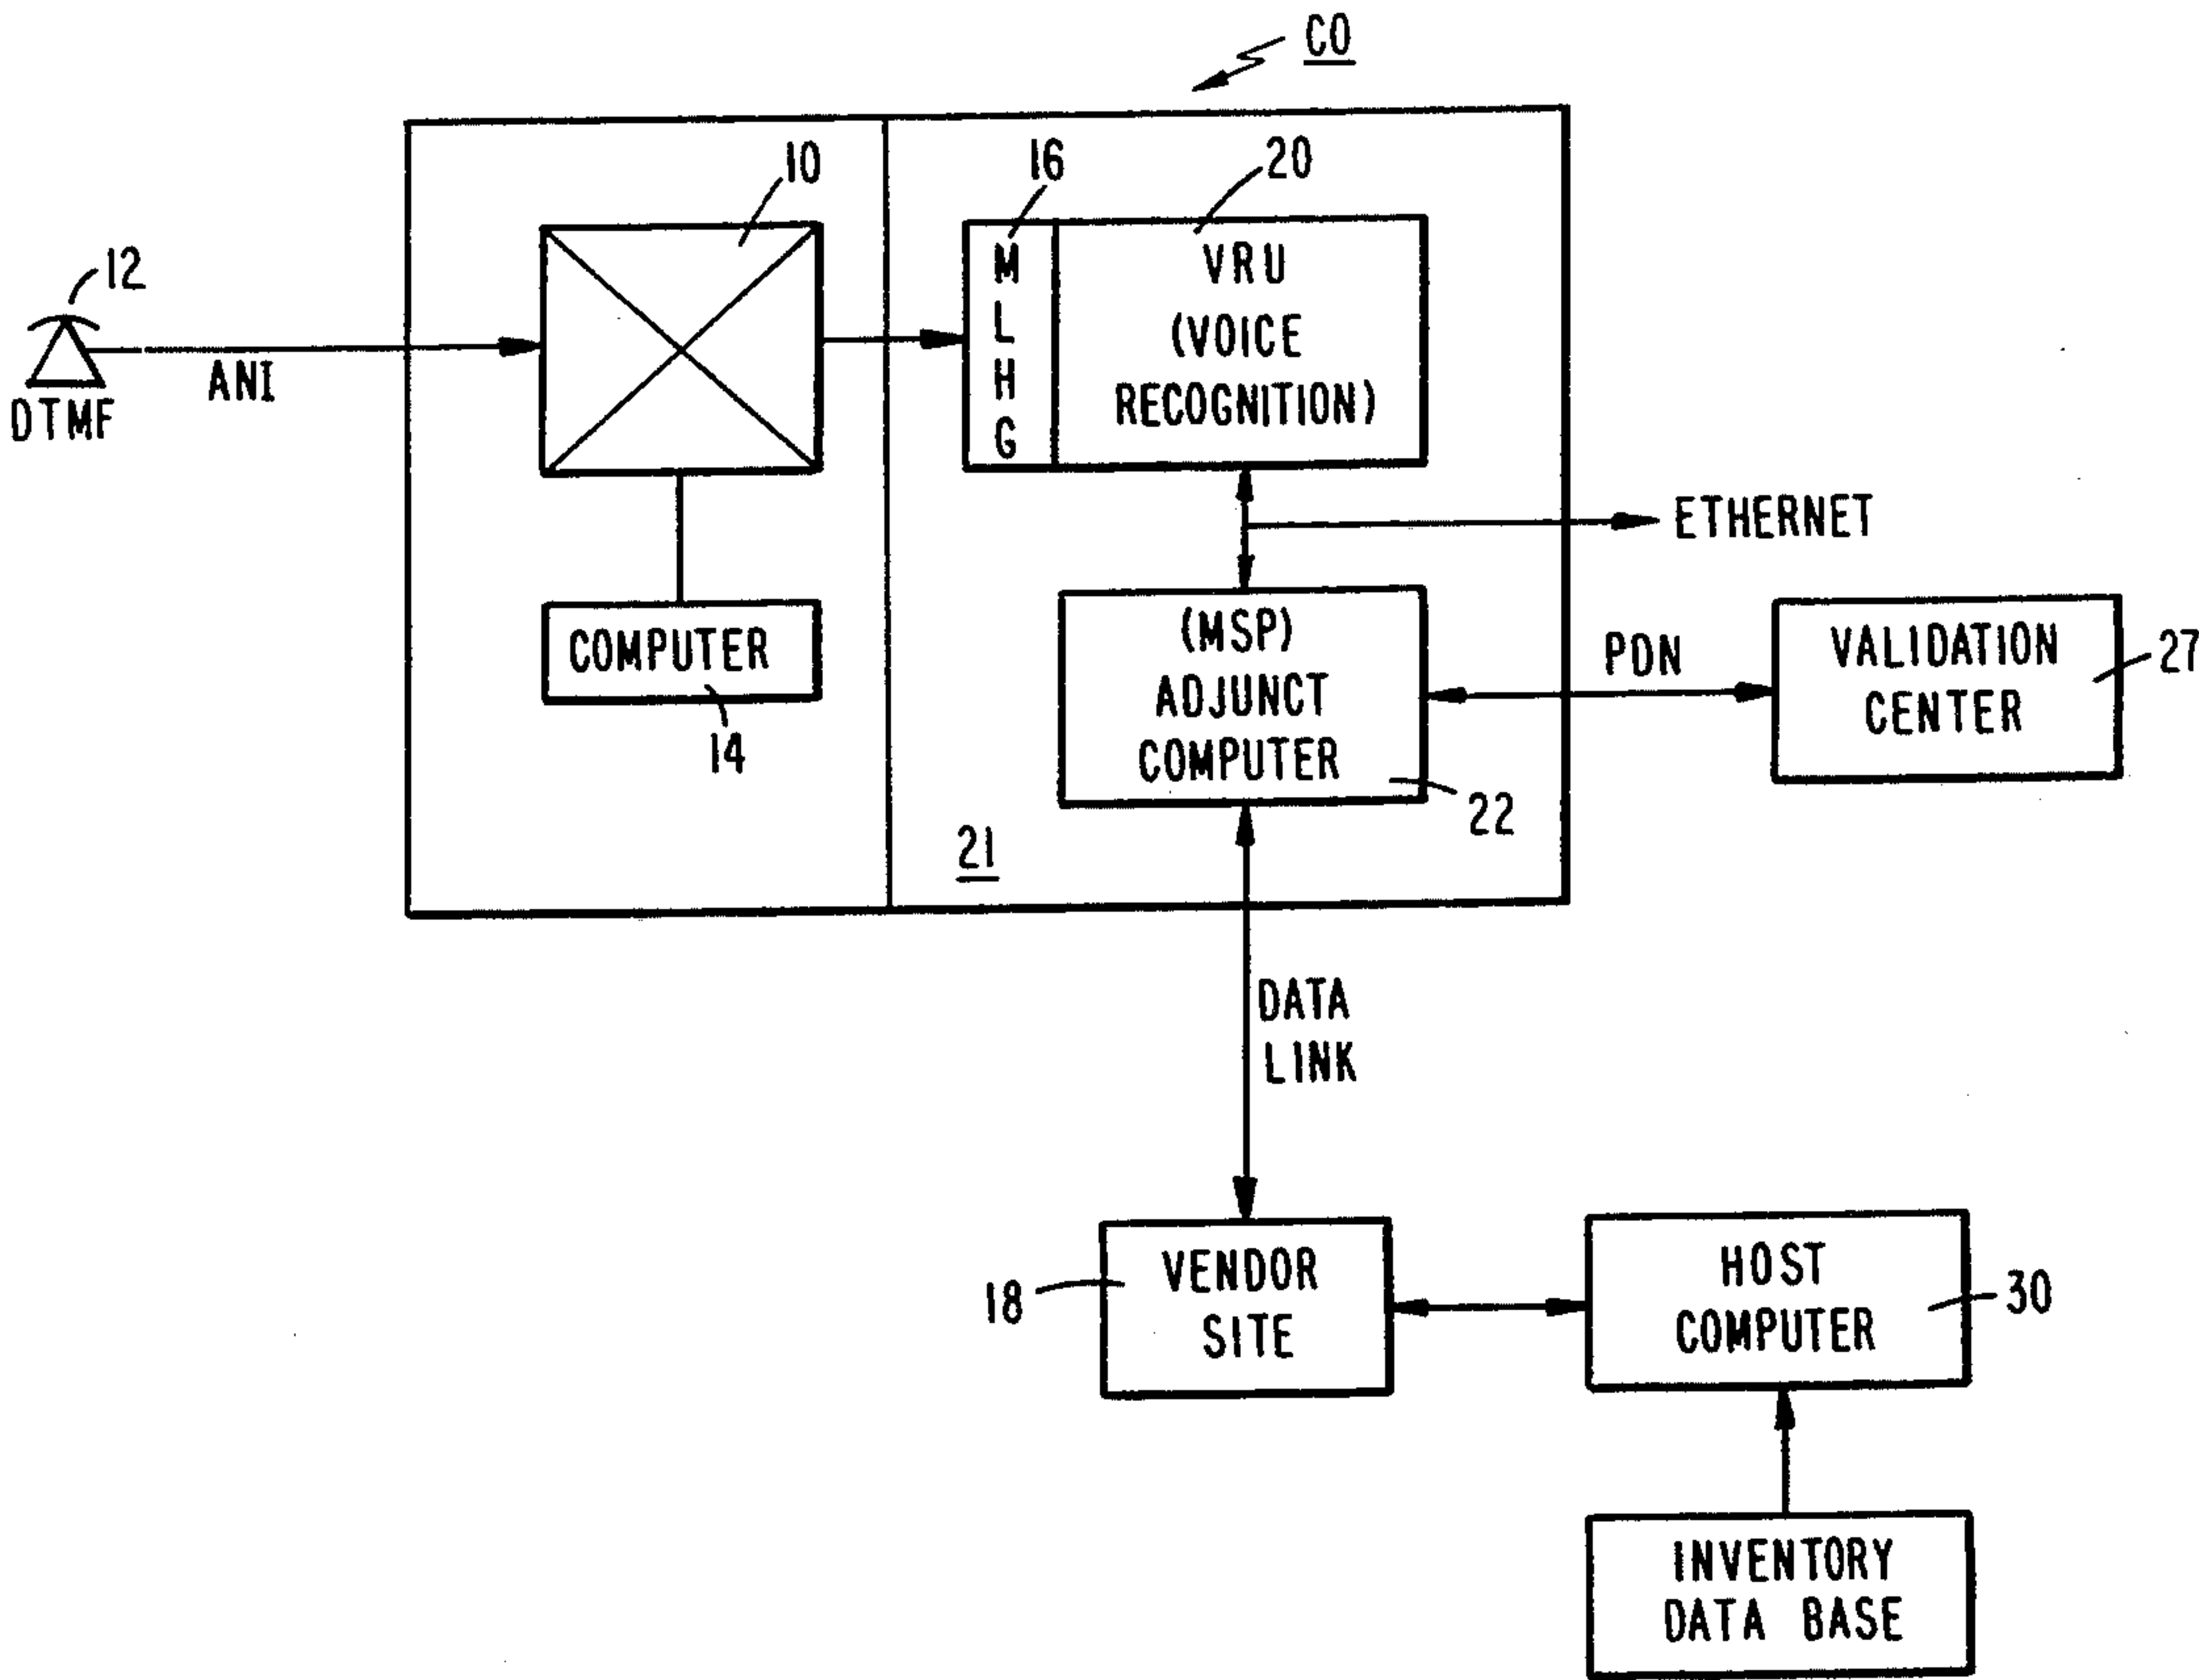 CO
10
16
20
12
DTMF
ANI
M
L
H
G
VRU
(VOICE
RECOGNITION)
ETHERNET
COMPUTER
14
(MSP)
ADJUNCT
COMPUTER
22
21
PDN
VALIDATION
CENTER
27
DATA
LINK
18
VENDOR
SITE
HOST
COMPUTER
30
INVENTORY
DATA BASE